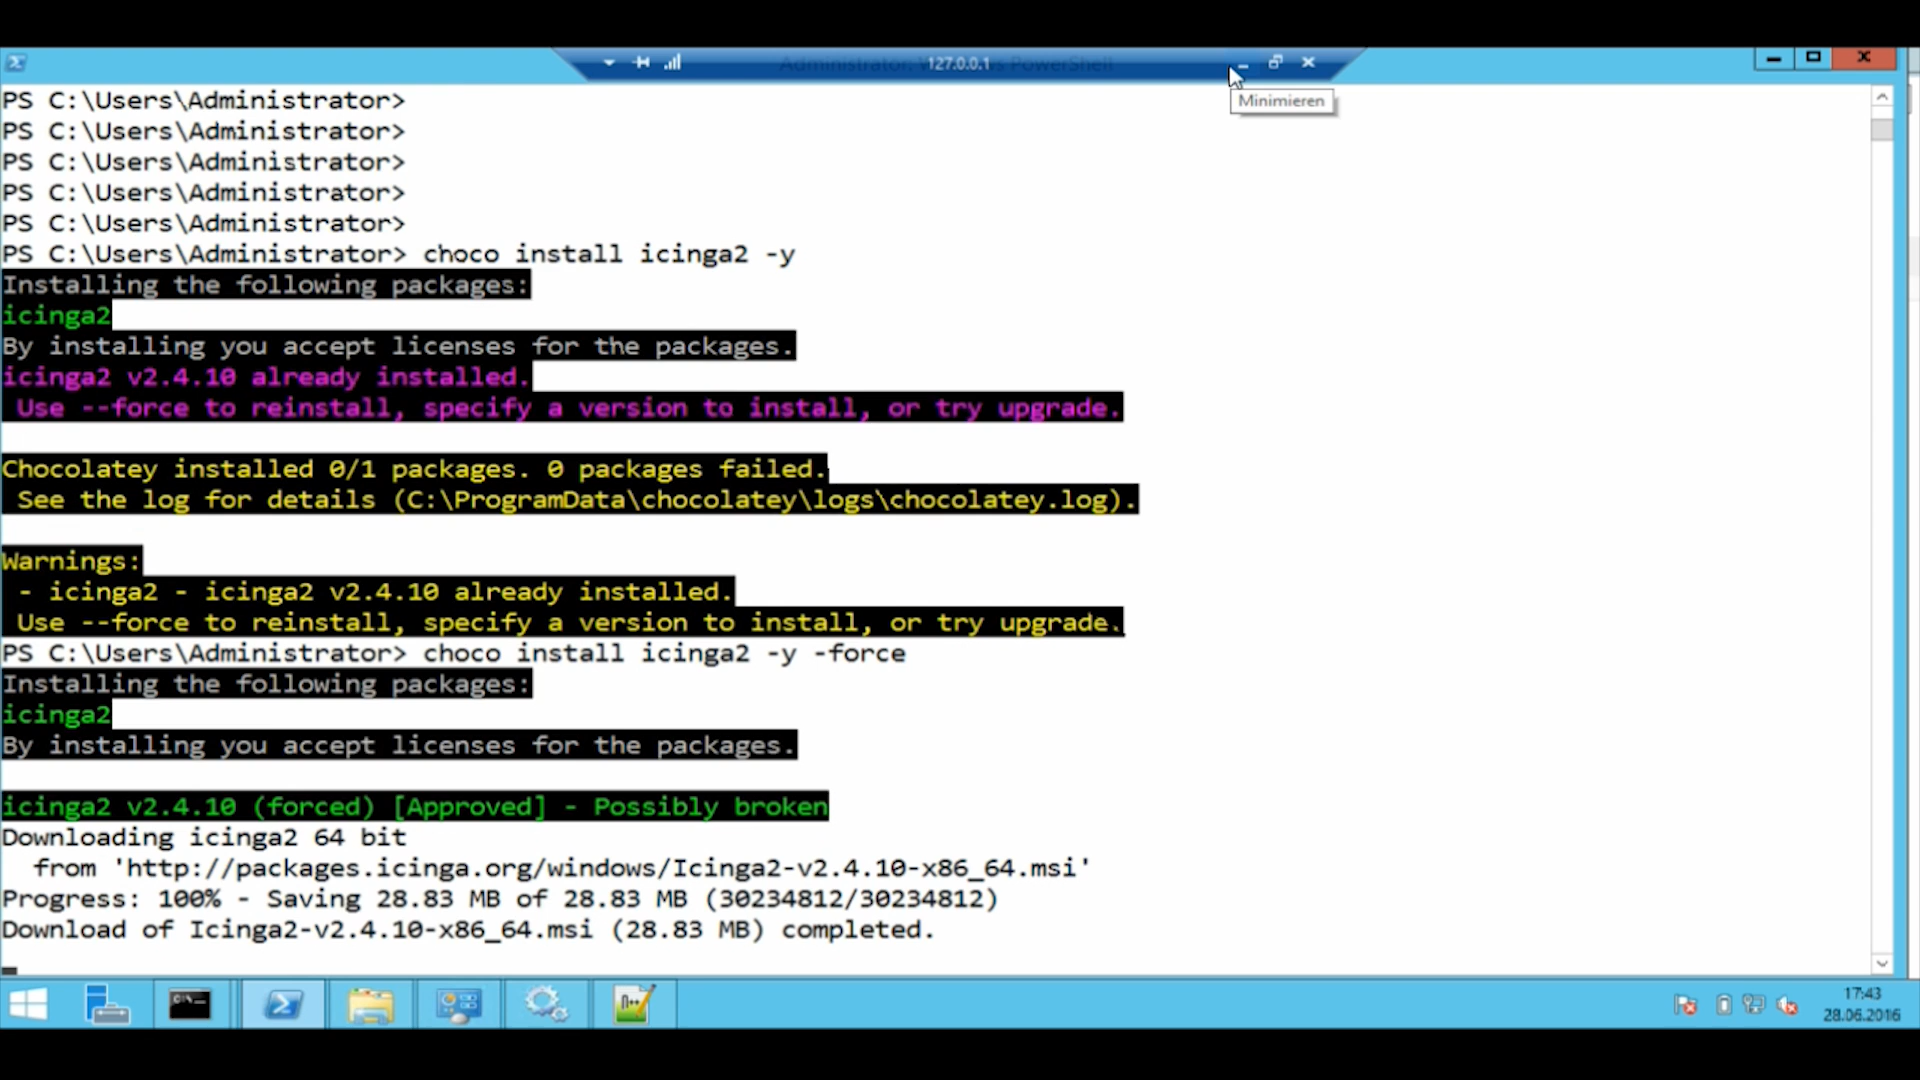 Administrator: Windows PowerShell
127.0.0.1
Minimieren
PS C:\Users\Administrator>
PS C:\Users\Administrator>
PS C:\Users\Administrator>
PS C:\Users\Administrator>
PS C:\Users\Administrator>
PS C:\Users\Administrator> choco install icinga2 -y
Installing the following packages:
icinga2
By installing you accept licenses for the packages.
icinga2 v2.4.10 already installed.
Use --force to reinstall, specify a version to install, or try upgrade.
Chocolatey installed 0/1 packages. 0 packages failed.
See the log for details (C:\ProgramData\chocolatey\logs\chocolatey.log).
Warnings:
- icinga2 - icinga2 v2.4.10 already installed.
Use --force to reinstall, specify a version to install, or try upgrade.
PS C:\Users\Administrator> choco install icinga2 -y -force
Installing the following packages:
icinga2
By installing you accept licenses for the packages.
icinga2 v2.4.10 (forced) [Approved] - Possibly broken
Downloading icinga2 64 bit
from 'http://packages.icinga.org/windows/Icinga2-v2.4.10-x86_64.msi'
Progress: 100% - Saving 28.83 MB of 28.83 MB (30234812/30234812)
Download of Icinga2-v2.4.10-x86_64.msi (28.83 MB) completed.
17:43
28.06.2016